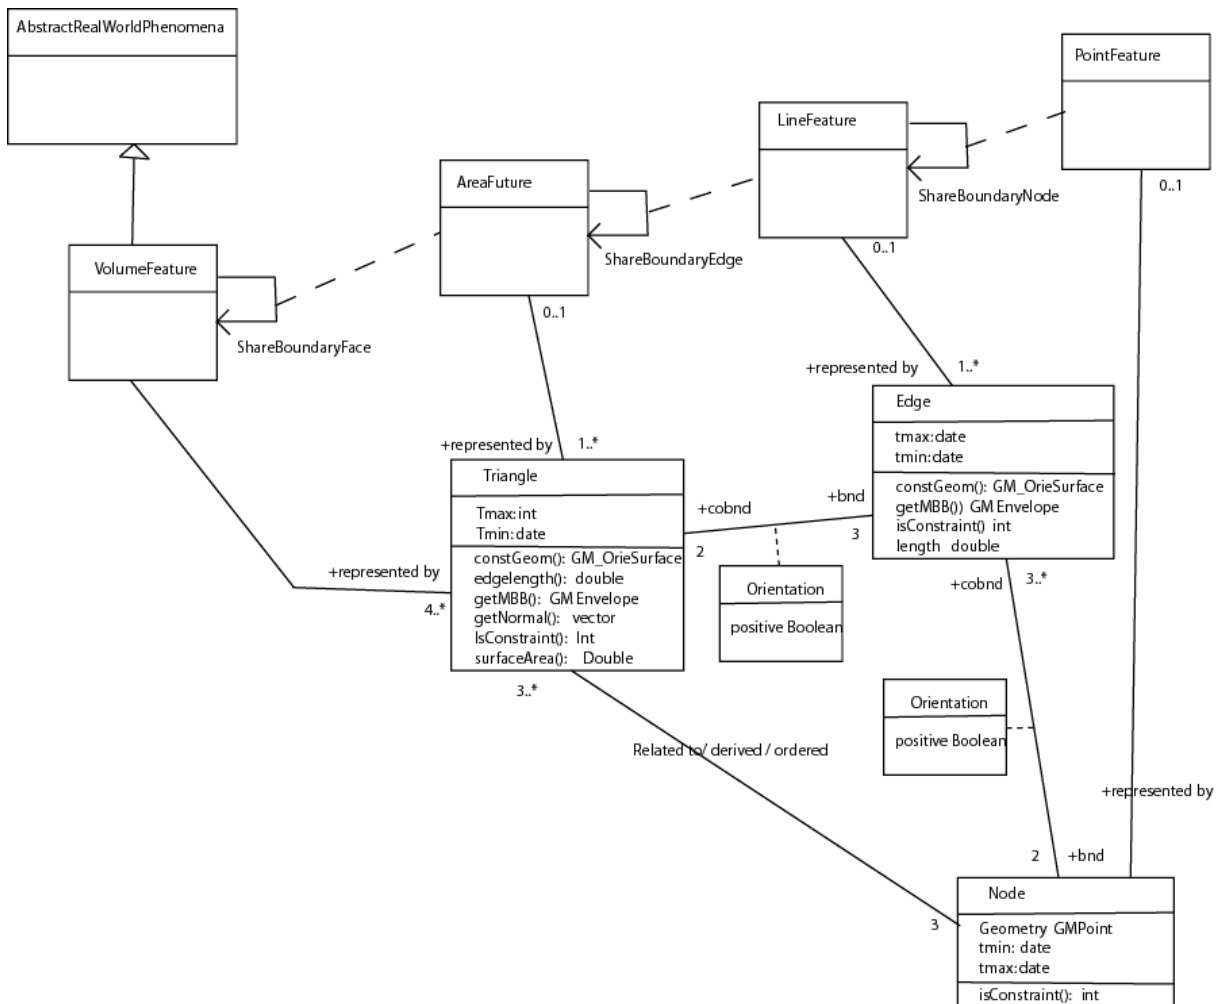 AbstractRealWorldPhenomena
PointFeature
LineFeature
0..1
ShareBoundaryNode
AreaFuture
0..1
ShareBoundaryEdge
VolumeFeature
0..1
ShareBoundaryFace
+represented by
1..*
Edge
tmax:date
tmin:date
constGeom(): GM_OrieSurface
getMBB()) GM Envelope
isConstraint() int
length double
+represented by
1..*
Triangle
Tmax:int
Tmin:date
constGeom(): GM_OrieSurface
edgelength(): double
getMBB(): GM Envelope
getNormal(): vector
IsConstraint(): Int
surfaceArea(): Double
+cobnd
+bnd
2
3
+represented by
4..*
Orientation
positive Boolean
+cobnd
3..*
3..*
Orientation
positive Boolean
Related to/ derived / ordered
+represented by
2
+bnd
Node
3
Geometry GMPoint
tmin: date
tmax:date
isConstraint(): int